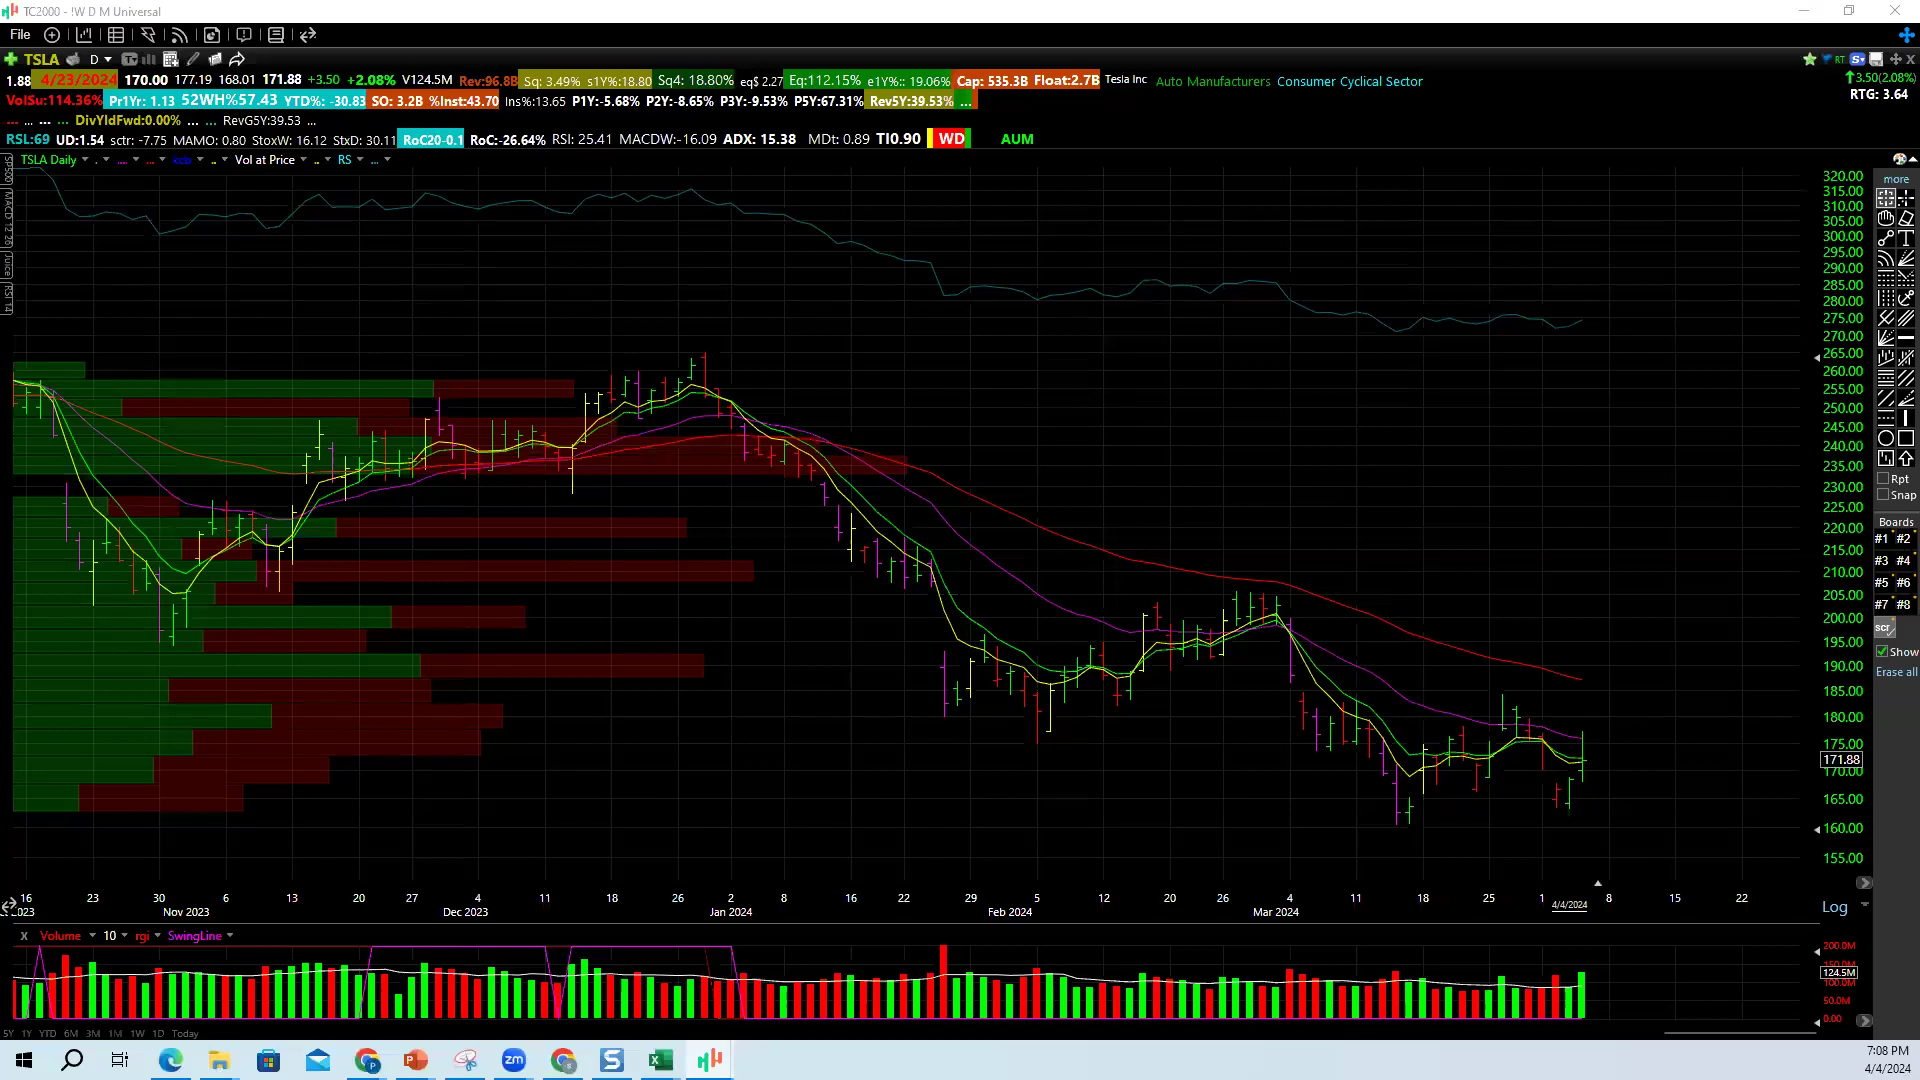 TC2000 - !W D M Universal
File
TSLA D
1.88 4/23/2024 170.00 177.19 168.01 171.88 +3.50 +2.08% V124.5M Rev:96.8B Sq: 3.49% s1Y%:18.80 Sq4: 18.80% eq$ 2.27 Eq:112.15% e1Y%:: 19.06% Cap: 535.3B Float:2.7B Tesla Inc Auto Manufacturers Consumer Cyclical Sector
3.50(2.08%)
RTG: 3.64
VolSu:114.36% Pr1Yr: 1.13 52WH%57.43 YTD%: -30.83 SO: 3.2B %Inst:43.70 Ins%:13.65 P1Y:-5.68% P2Y:-8.65% P3Y:-9.53% P5Y:67.31% Rev5Y:39.53% ...
--- ... --- ... DivYldFwd:0.00% ... ... RevG5Y:39.53 ...
RSL:69 UD:1.54 sctr: -7.75 MAMO: 0.80 StoxW: 16.12 StxD: 30.11 RoC20-0.1 RoC:-26.64% RSI: 25.41 MACDW:-16.09 ADX: 15.38 MDt: 0.89 TI0.90 WD AUM
TSLA Daily Vol at Price RS
SP500
MACD 12 26
Juice
RSI 14
320.00
315.00
310.00
305.00
300.00
295.00
290.00
285.00
280.00
275.00
270.00
265.00
260.00
255.00
250.00
245.00
240.00
235.00
230.00
225.00
220.00
215.00
210.00
205.00
200.00
195.00
190.00
185.00
180.00
175.00
171.88
170.00
165.00
160.00
155.00
more
Rpt
Snap
Boards
#1 #2
#3 #4
#5 #6
#7 #8
scr
Show
Erase all
16 23 30 6 13 20 27 4 11 18 26 2 8 16 22 29 5 12 20 26 4 11 18 25 1 4/4/2024 8 15 22
2023 Nov 2023 Dec 2023 Jan 2024 Feb 2024 Mar 2024
Log
X Volume 10 rgi SwingLine
200.0M
150.0M
124.5M
100.0M
50.0M
0.00
5Y 1Y YTD 6M 3M 1M 1W 1D Today
7:08 PM
4/4/2024